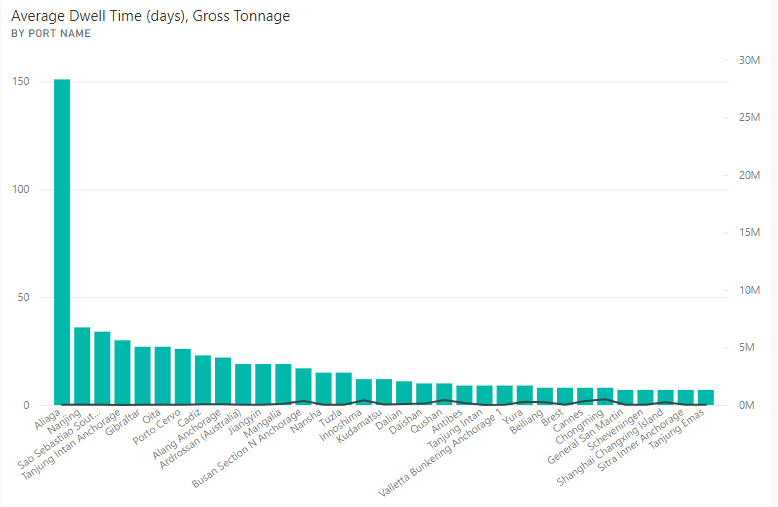 Average Dwell Time (days), Gross Tonnage
BY PORT NAME
150
100
50
0
30M
25M
20M
15M
10M
5M
0M
Aliaga
Nanjing
Sao Sebastiao Sout...
Tanjung Intan Anchorage
Gibraltar
Oita
Porto Cervo
Cadiz
Alang Anchorage
Ardrossan (Australia)
Jiangyin
Mangalia
Busan Section N Anchorage
Nansha
Tuzla
Innoshima
Kudamatsu
Dalian
Daishan
Qushan
Antibes
Tanjung Intan
Valletta Bunkering Anchorage 1
Yura
Beiliang
Brest
Cannes
Chongming
General San Martin
Scheveningen
Shanghai Changxing Island
Sitra Inner Anchorage
Tanjung Emas